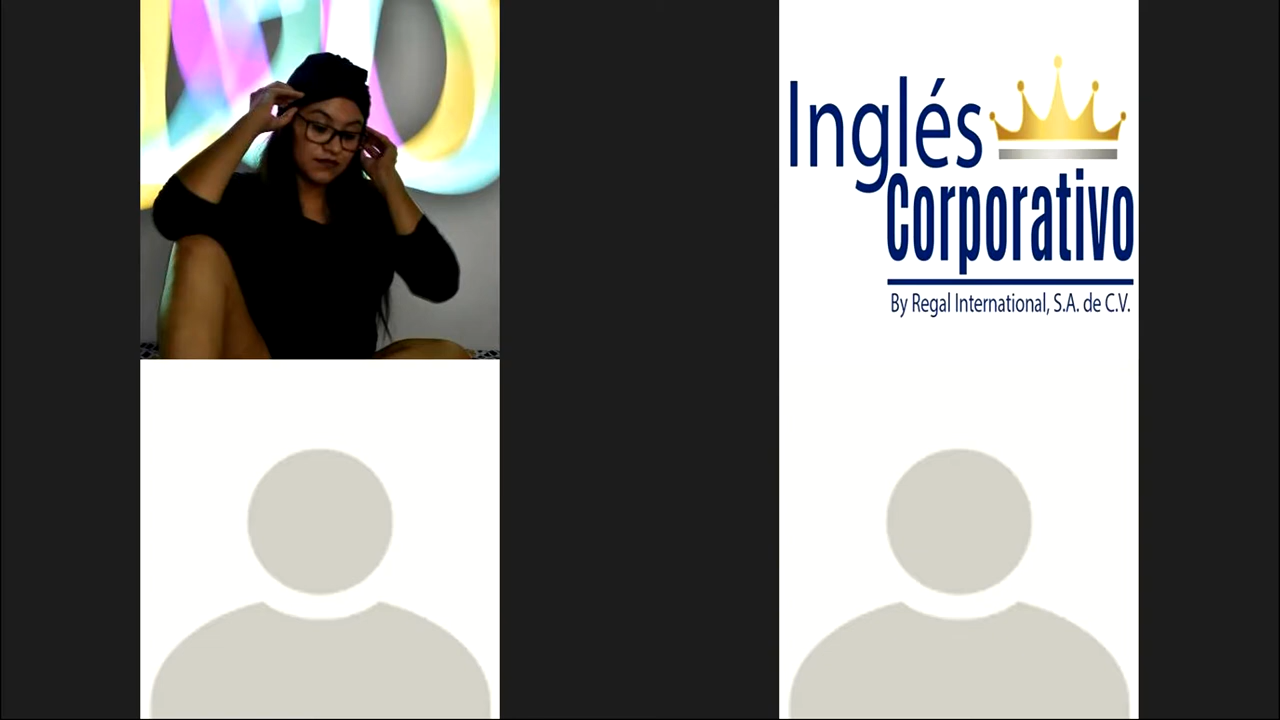 Inglés
Corporativo
By Regal International, S.A. de C.V.